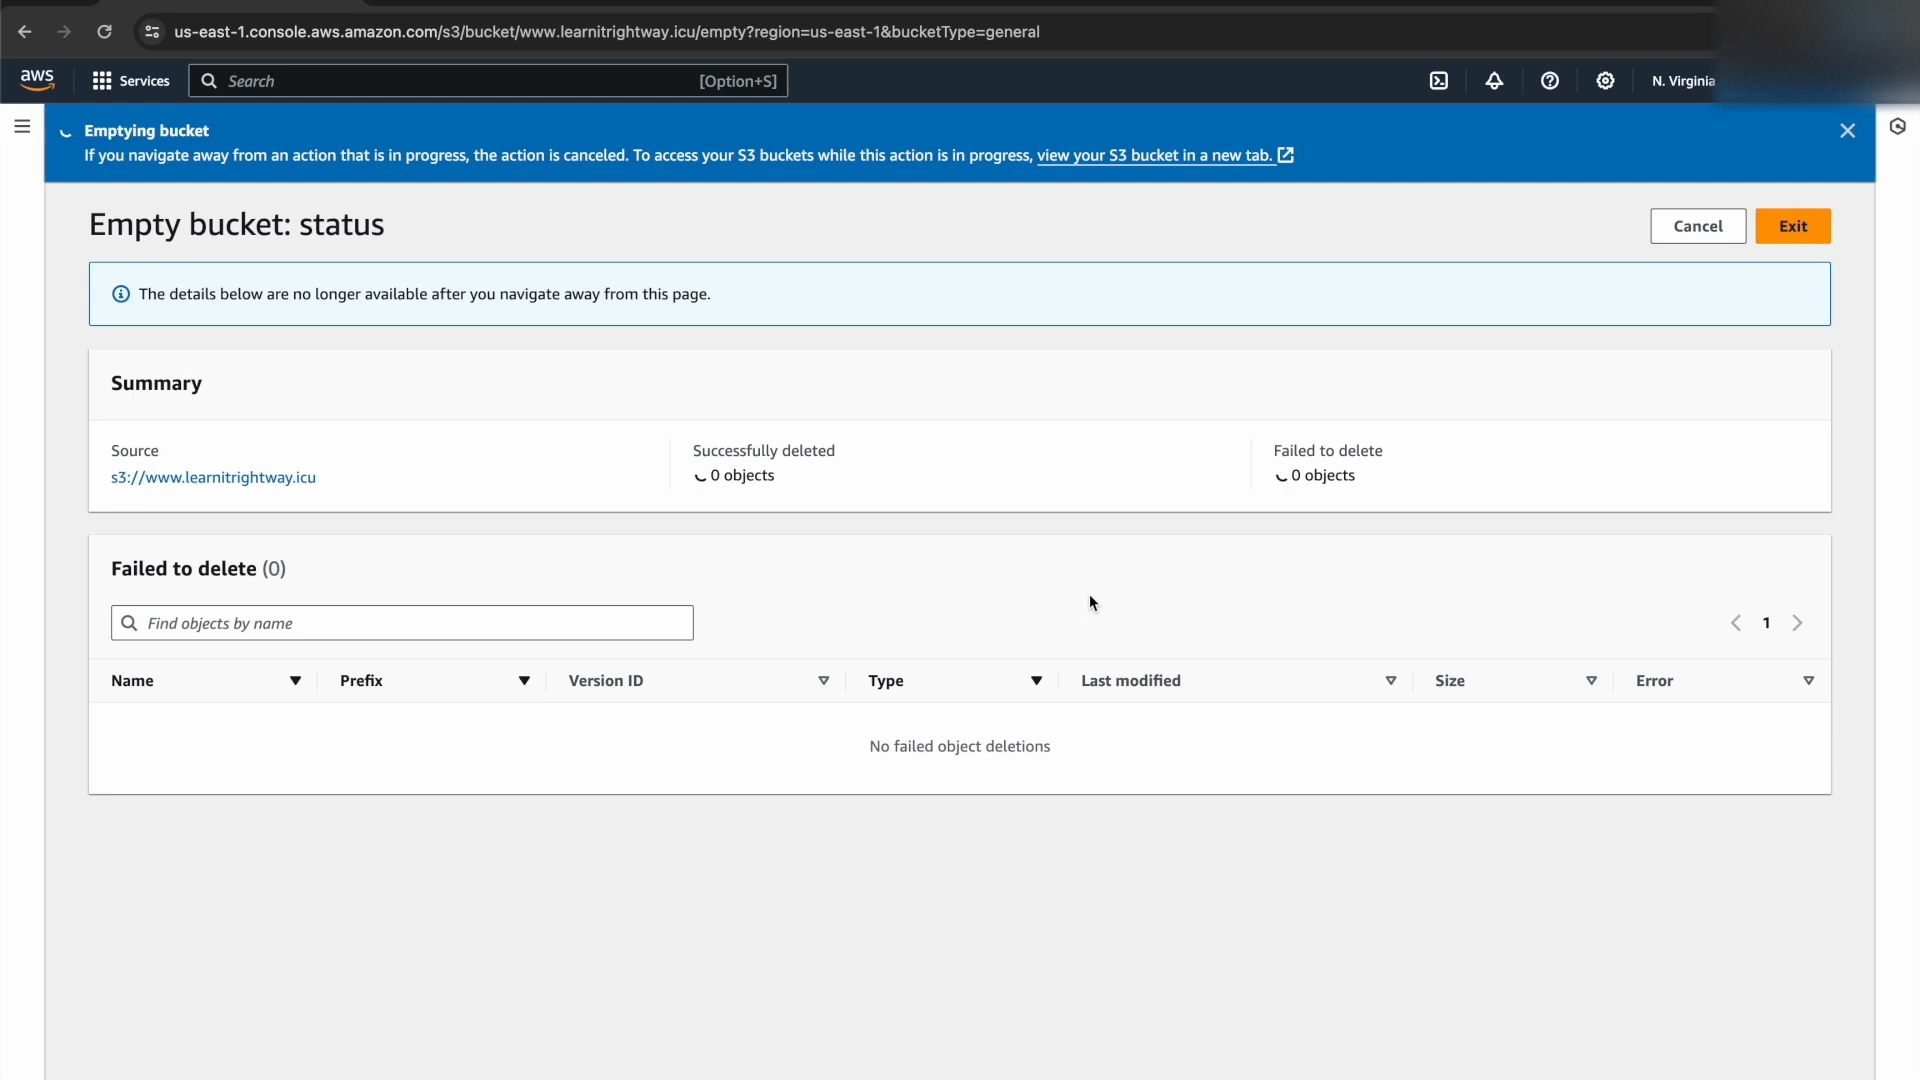 us-east-1.console.aws.amazon.com/s3/bucket/www.learnitrightway.icu/empty?region=us-east-1&bucketType=general
aws Services Search [Option+S] N. Virginia
Emptying bucket
If you navigate away from an action that is in progress, the action is canceled. To access your S3 buckets while this action is in progress, view your S3 bucket in a new tab.
Empty bucket: status
Cancel Exit
The details below are no longer available after you navigate away from this page.
Summary
Source Successfully deleted Failed to delete
s3://www.learnitrightway.icu 0 objects 0 objects
Failed to delete (0)
Find objects by name 1
Name Prefix Version ID Type Last modified Size Error
No failed object deletions